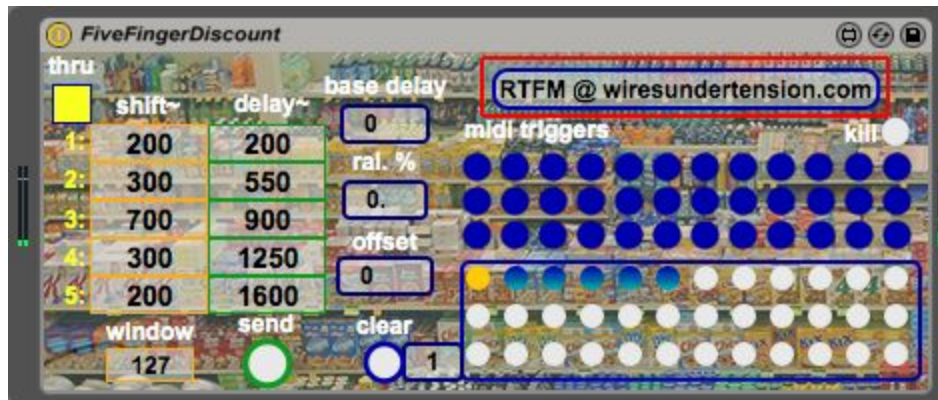 FiveFingerDiscount
thru
shift~
delay~
base delay
RTFM @ wiresundertension.com
0
midi triggers
kill
1:
200
200
2:
300
550
ral. %
0.
3:
700
900
4:
300
1250
offset
0
5:
200
1600
window
send
clear
127
1